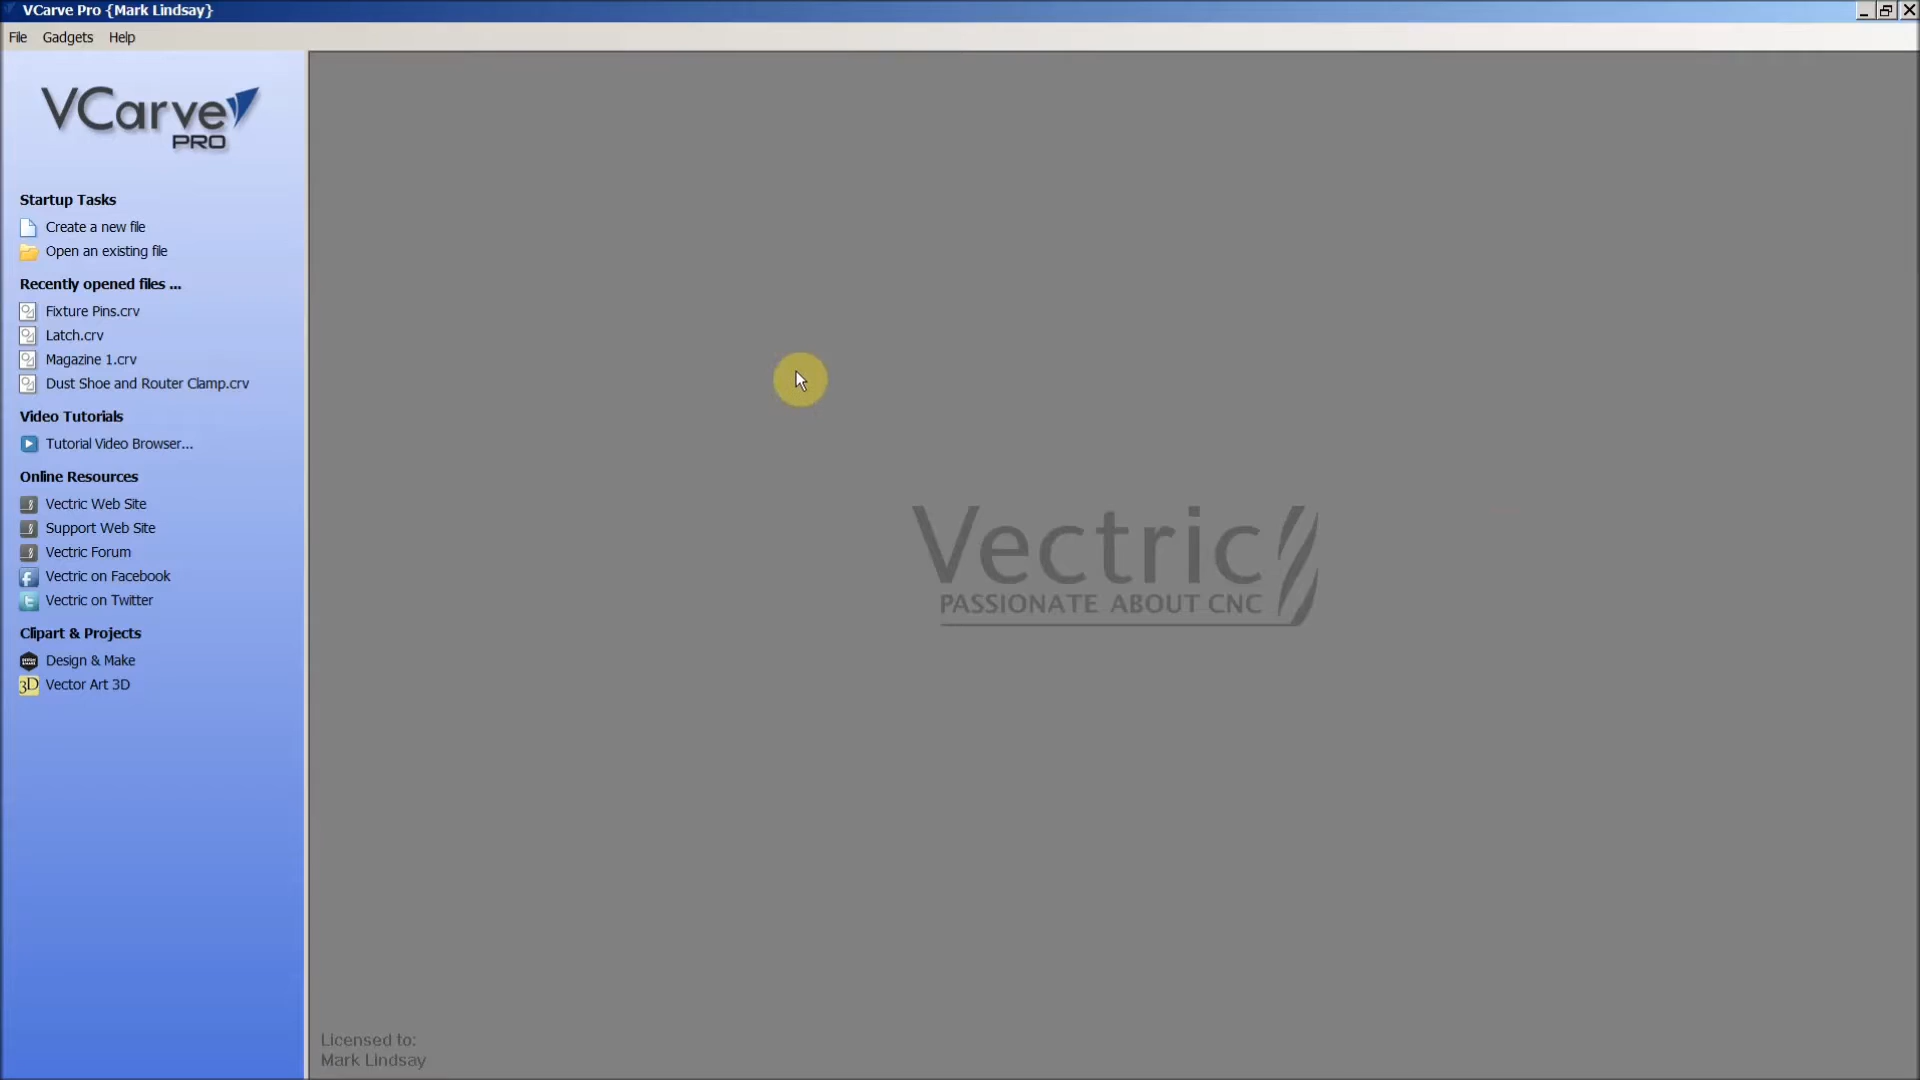 VCarve Pro {Mark Lindsay}
File Gadgets Help
VCarve
PRO
Startup Tasks
Create a new file
Open an existing file
Recently opened files ...
Fixture Pins.crv
Latch.crv
Magazine 1.crv
Dust Shoe and Router Clamp.crv
Video Tutorials
Tutorial Video Browser...
Online Resources
Vectric Web Site
Support Web Site
Vectric Forum
Vectric on Facebook
Vectric on Twitter
Clipart & Projects
Design & Make
3D Vector Art 3D
Vectric
PASSIONATE ABOUT CNC
Licensed to:
Mark Lindsay